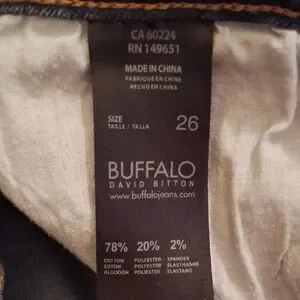 CA 60224
RN 149651
MADE IN CHINA
FABRIQUÉ EN CHINE
HECHO EN CHINA
SIZE
TAILLE / TALLA
26
BUFFALO
DAVID BITTON
www.buffalojeans.com
78% 20% 2%
COTTON POLYESTER SPANDEX
COTON POLYESTER ÉLASTHANNE
ALGODÓN POLIÉSTER ELASTANO